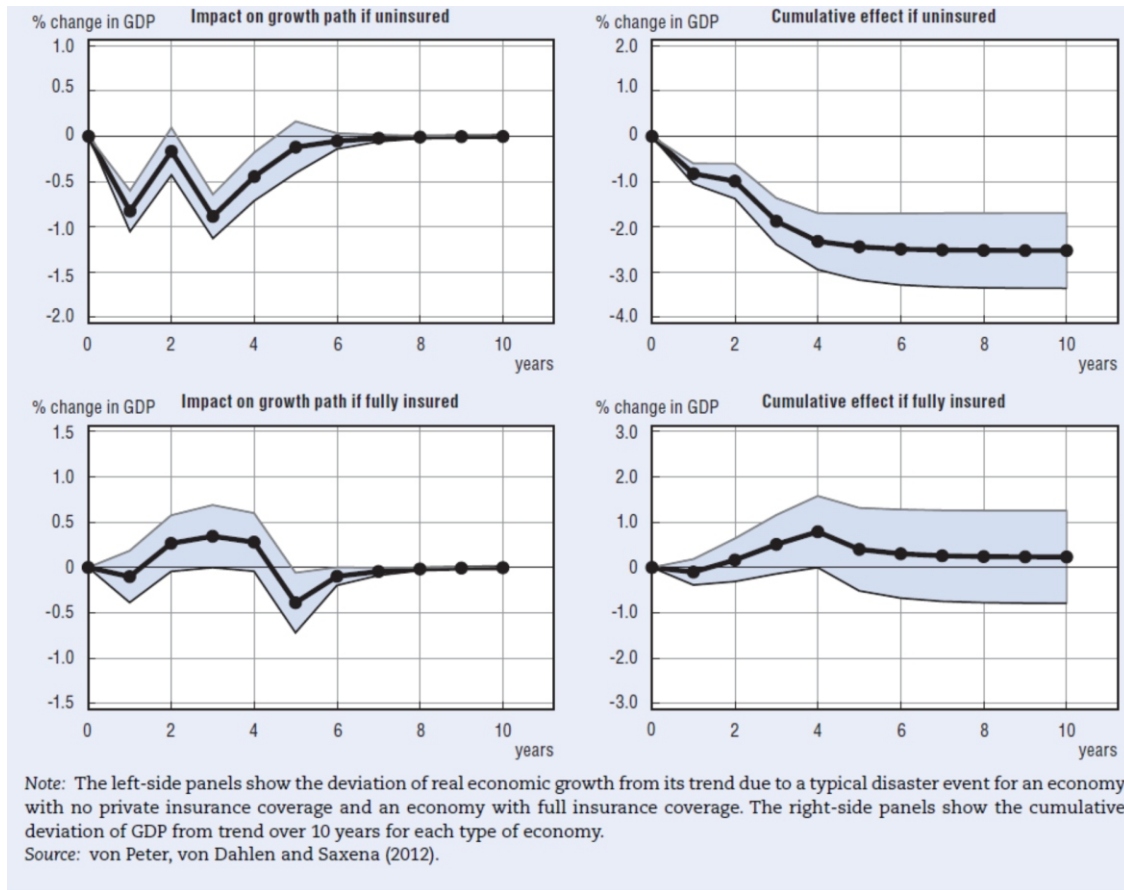 Impact on growth path if uninsured
% change in GDP
1.0
0.5
0
-0.5
-1.0
-1.5
-2.0
0 2 4 6 8 10
years
Cumulative effect if uninsured
% change in GDP
2.0
1.0
0
-1.0
-2.0
-3.0
-4.0
0 2 4 6 8 10
years
Impact on growth path if fully insured
% change in GDP
1.5
1.0
0.5
0
-0.5
-1.0
-1.5
0 2 4 6 8 10
years
Cumulative effect if fully insured
% change in GDP
3.0
2.0
1.0
0
-1.0
-2.0
-3.0
0 2 4 6 8 10
years
Note: The left-side panels show the deviation of real economic growth from its trend due to a typical disaster event for an economy
with no private insurance coverage and an economy with full insurance coverage. The right-side panels show the cumulative
deviation of GDP from trend over 10 years for each type of economy.
Source: von Peter, von Dahlen and Saxena (2012).